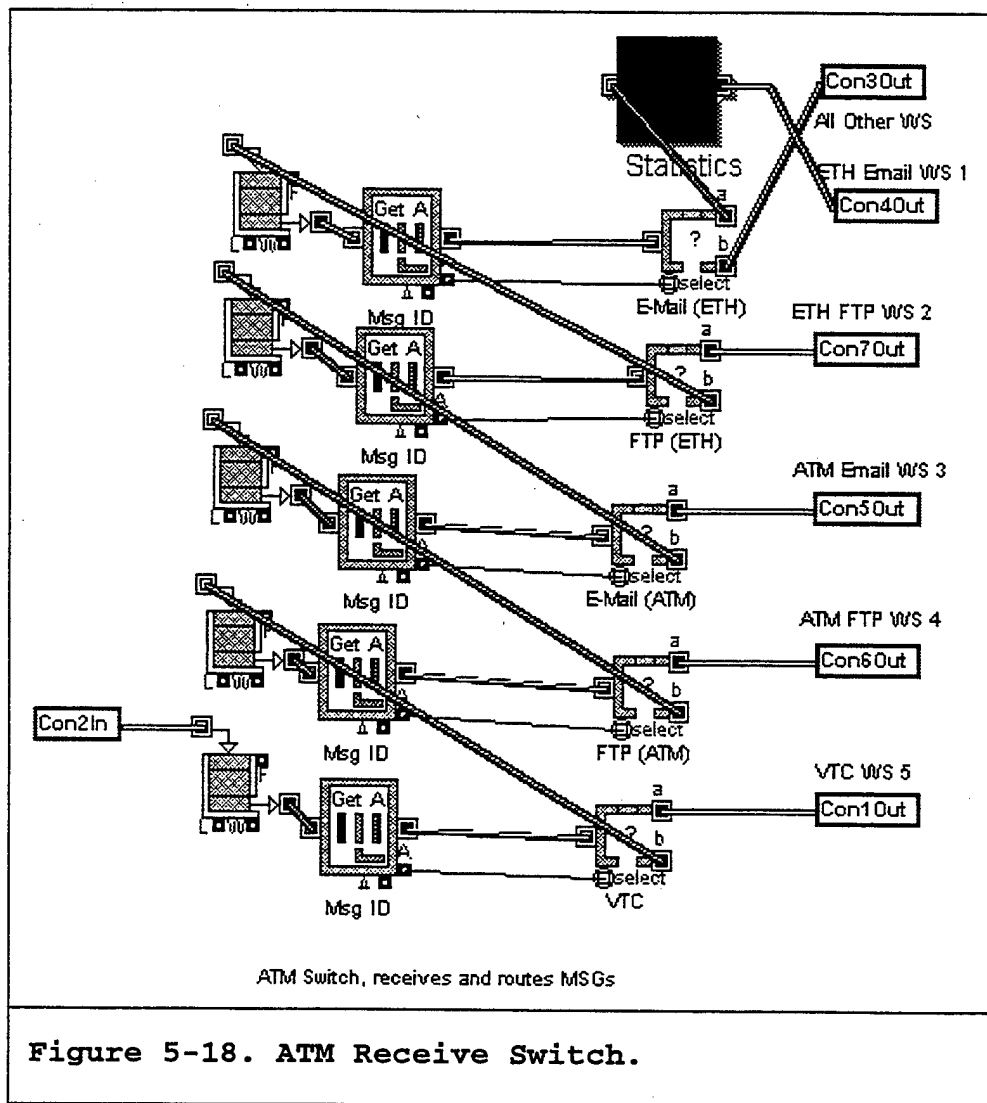 Con3Out
All Other WS
Statistics
ETH Email WS 1
Con4Out
F
L W
Get A
Msg ID
a
?
b
select
E-Mail (ETH)
ETH FTP WS 2
Con7Out
F
L W
Get A
A
Msg ID
a
?
b
select
FTP (ETH)
ATM Email WS 3
Con5Out
L W
Get A
A
Msg ID
a
?
b
select
E-Mail (ATM)
ATM FTP WS 4
Con6Out
F
L W
Get A
A
Msg ID
a
?
b
select
FTP (ATM)
Con2In
VTC WS 5
Con1Out
F
L W
Get A
A
Msg ID
a
?
b
select
VTC
ATM Switch, receives and routes MSGs
Figure 5-18. ATM Receive Switch.